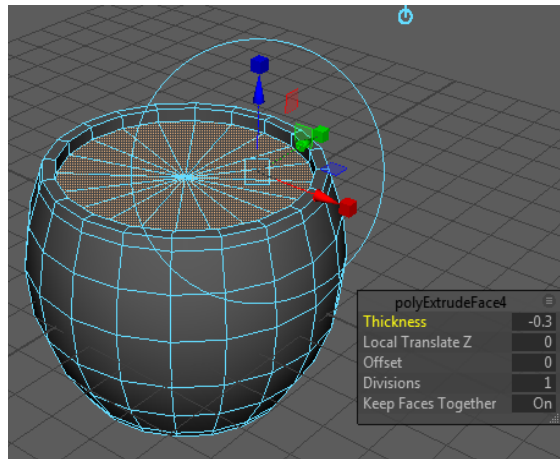 polyExtrudeFace4
Thickness -0.3
Local Translate Z 0
Offset 0
Divisions 1
Keep Faces Together On